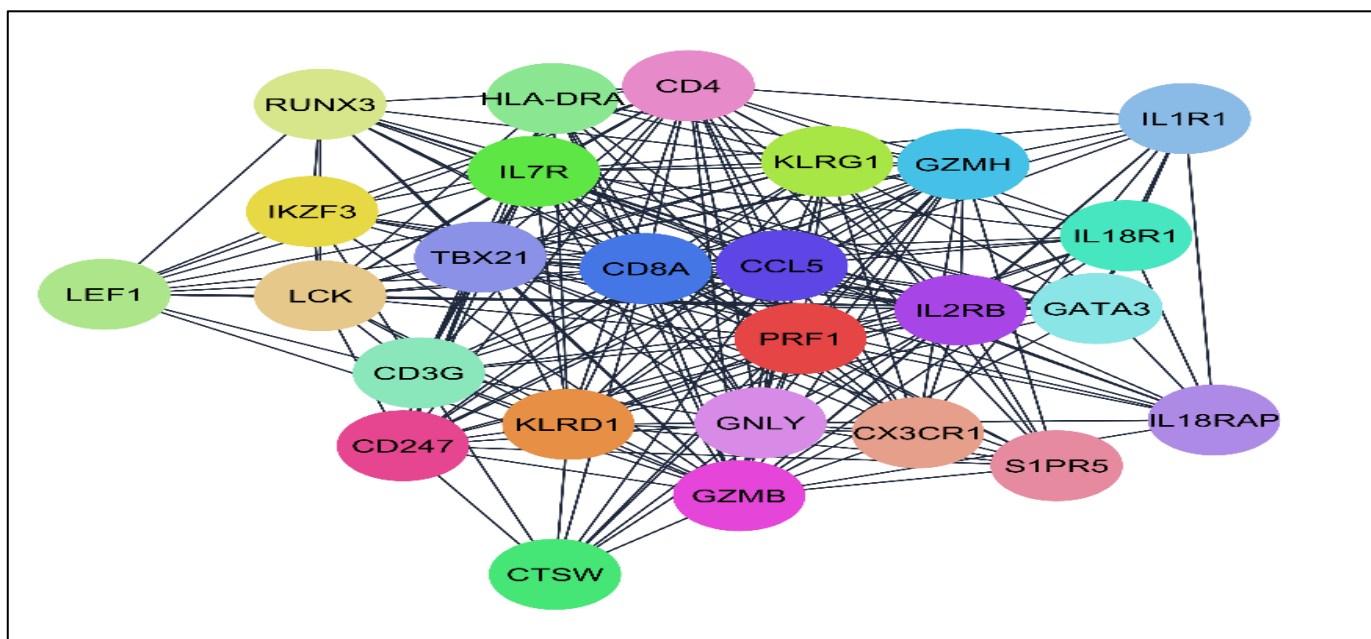 CD4
HLA-DRA
RUNX3
IL1R1
KLRG1
GZMH
IL7R
IKZF3
IL18R1
TBX21
CD8A
CCL5
LEF1
LCK
IL2RB
GATA3
PRF1
CD3G
IL18RAP
KLRD1
GNLY
CX3CR1
CD247
S1PR5
GZMB
CTSW